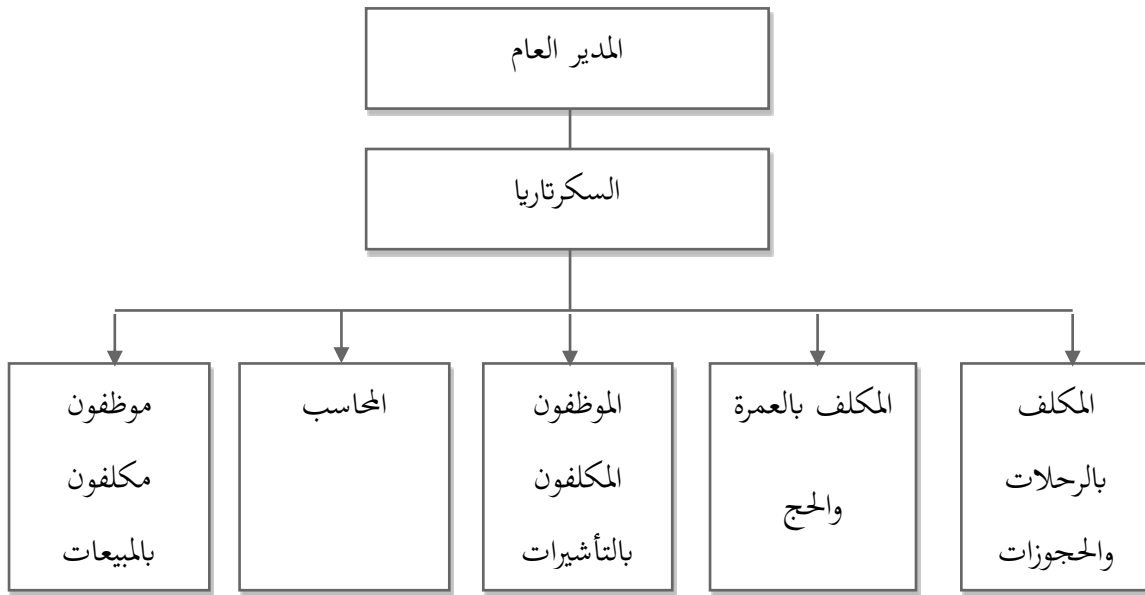 المدير العام
السكرتاريا
المكلف
بالرحلات
والحجوزات
المكلف بالعمرة
والحج
الموظفون
المكلفون
بالتأشيرات
المحاسب
موظفون
مكلفون
بالمبيعات